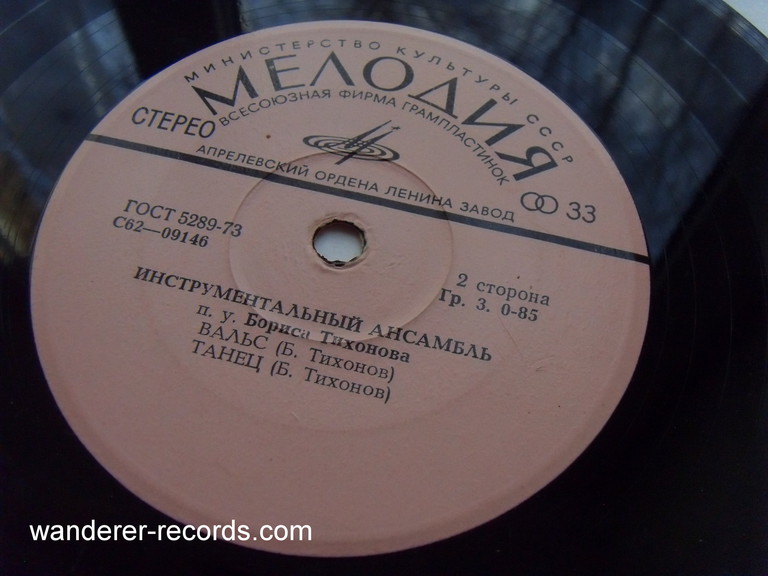 МИНИСТЕРСТВО КУЛЬТУРЫ СССР
МЕЛОДИЯ
ВСЕСОЮЗНАЯ ФИРМА ГРАМПЛАСТИНОК
СТЕРЕО
АПРЕЛЕВСКИЙ ОРДЕНА ЛЕНИНА ЗАВОД
33
ГОСТ 5289-73
С62—09146
2 сторона
Гр. 3. 0-85
ИНСТРУМЕНТАЛЬНЫЙ АНСАМБЛЬ
п. у. Бориса Тихонова
ВАЛЬС (Б. Тихонов)
ТАНЕЦ (Б. Тихонов)
wanderer-records.com